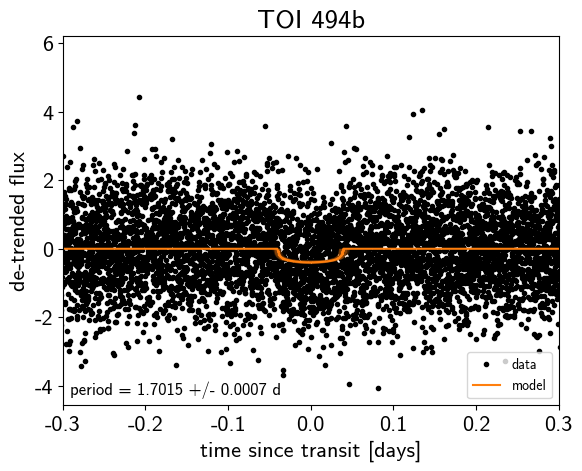 TOI 494b
de-trended flux
6
4
2
0
-2
-4
period = 1.7015 +/- 0.0007 d
data
model
-0.3 -0.2 -0.1 0.0 0.1 0.2 0.3
time since transit [days]